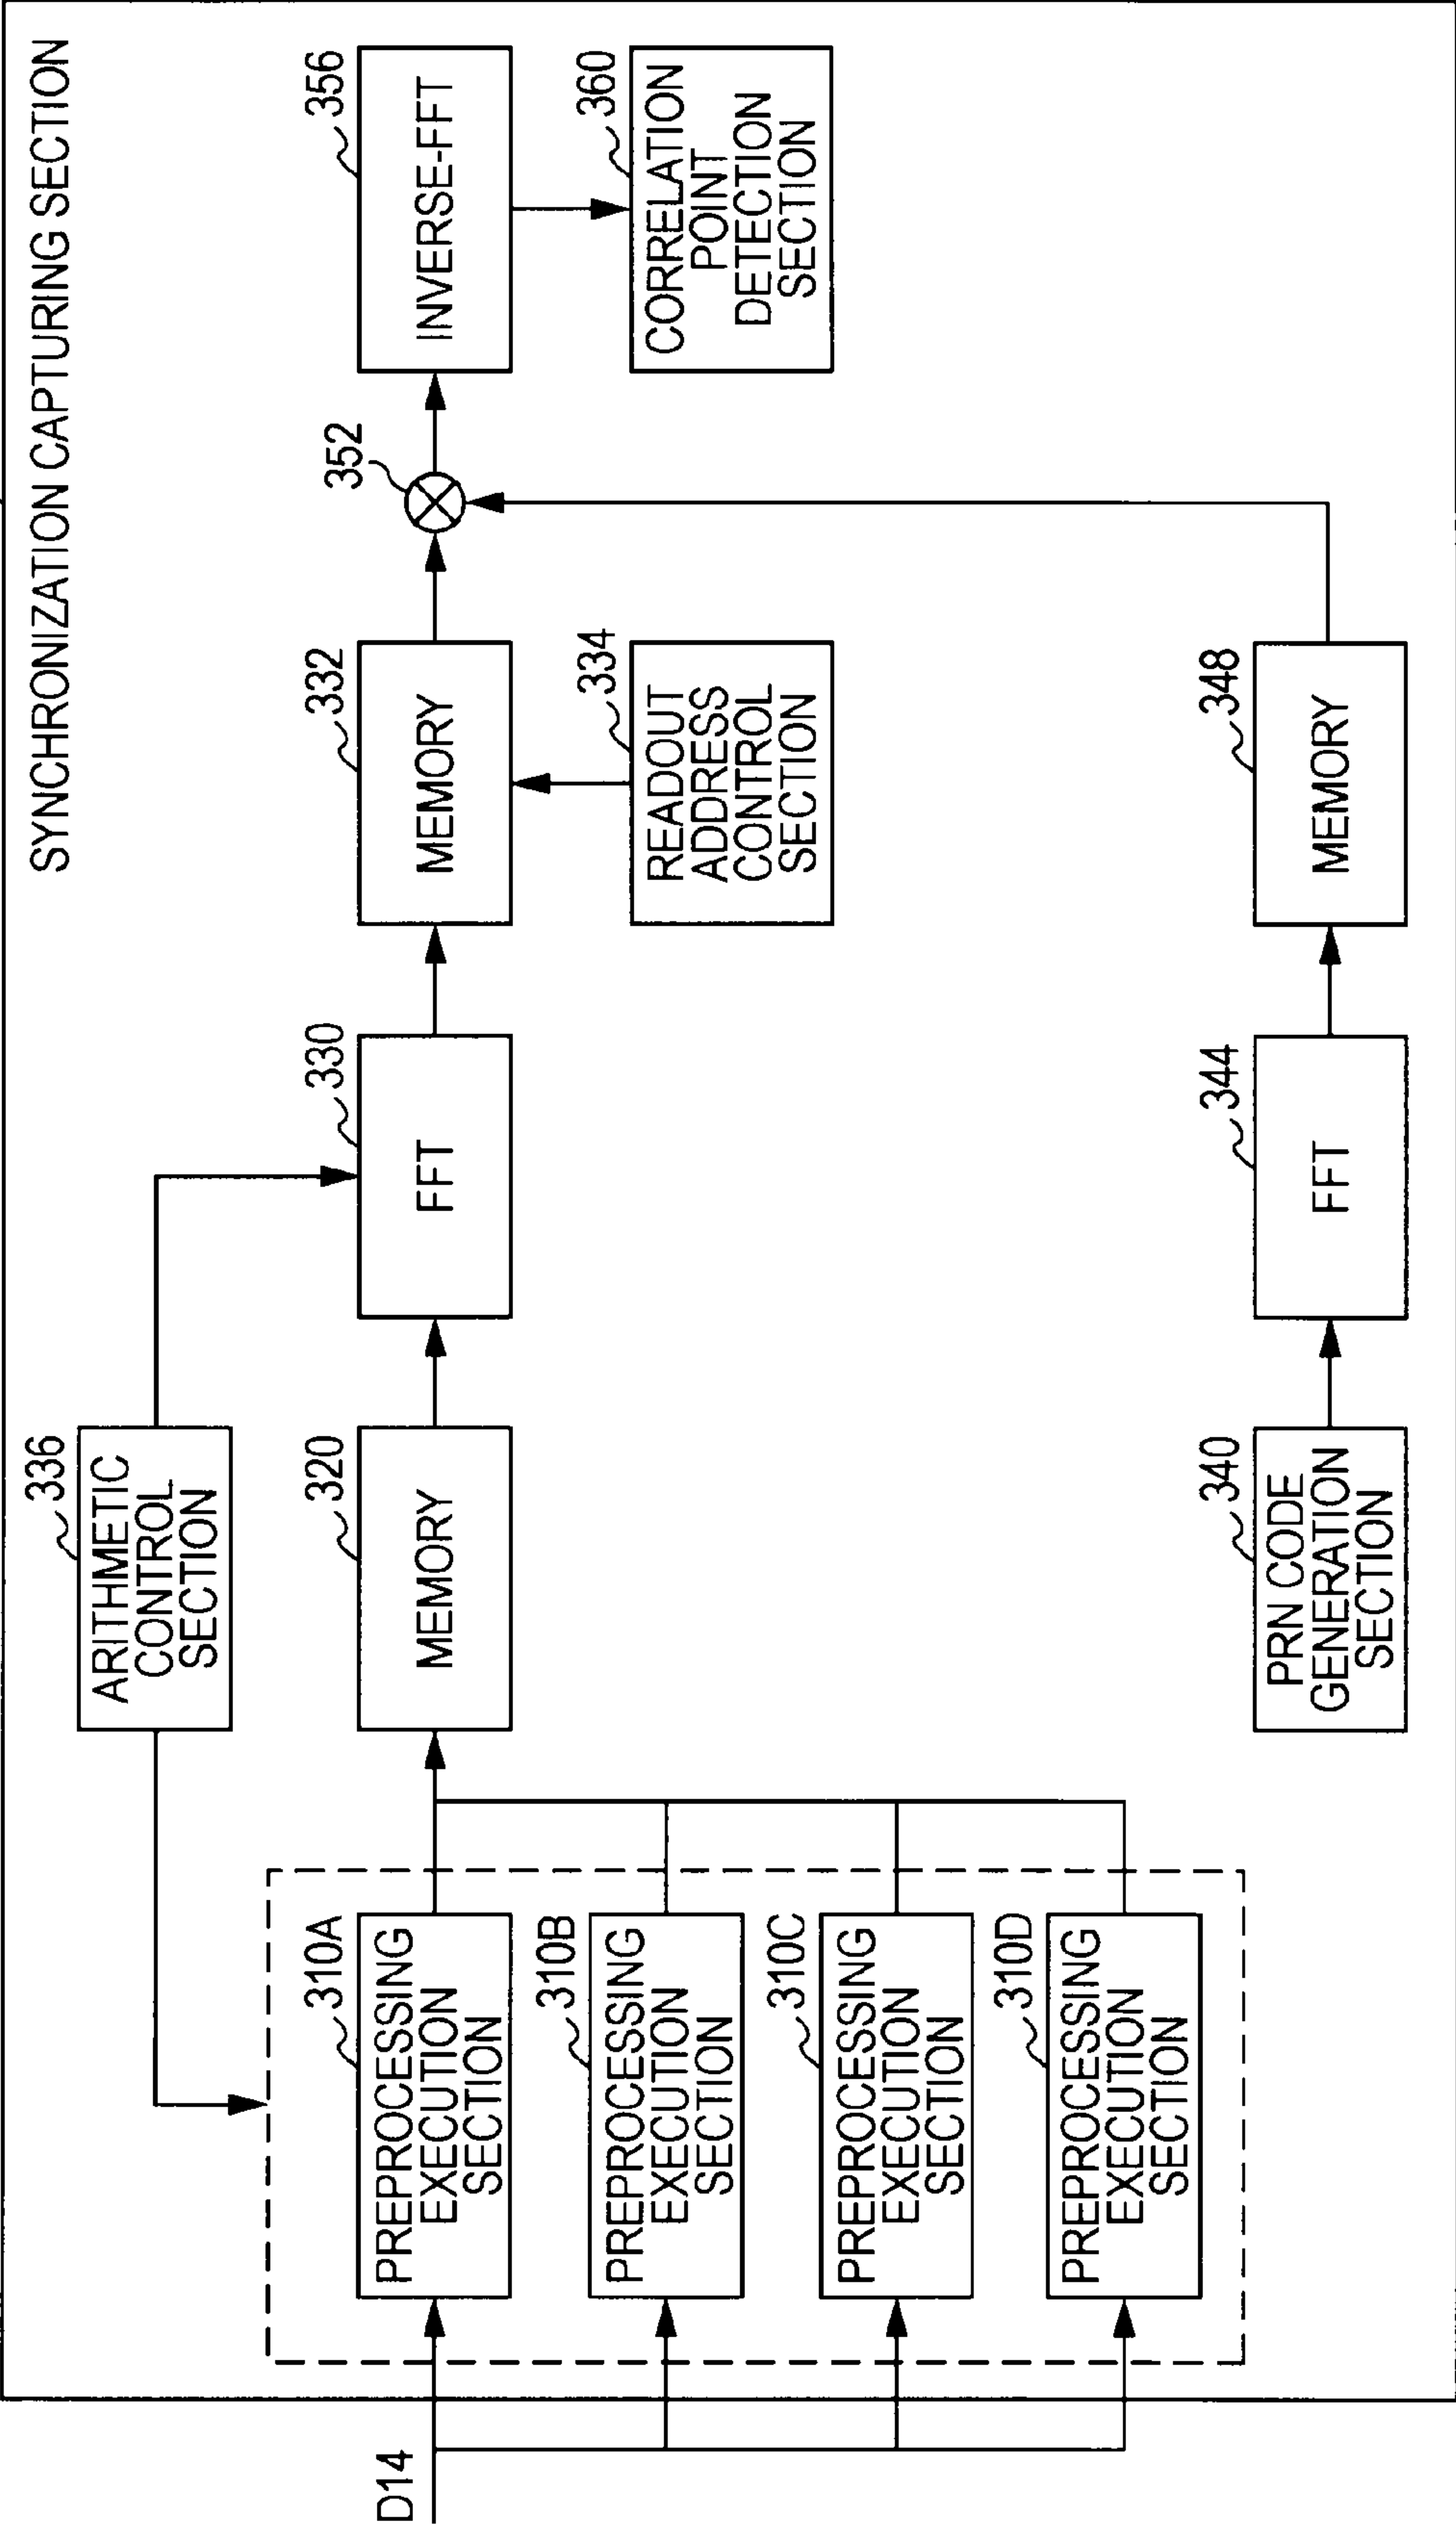 SYNCHRONIZATION CAPTURING SECTION
336
ARITHMETIC
CONTROL
SECTION
D14
310A
PREPROCESSING
EXECUTION
SECTION
310B
PREPROCESSING
EXECUTION
SECTION
310C
PREPROCESSING
EXECUTION
SECTION
310D
PREPROCESSING
EXECUTION
SECTION
320
MEMORY
330
FFT
332
MEMORY
334
READOUT
ADDRESS
CONTROL
SECTION
352
356
INVERSE-FFT
360
CORRELATION
POINT
DETECTION
SECTION
340
PRN CODE
GENERATION
SECTION
344
FFT
348
MEMORY